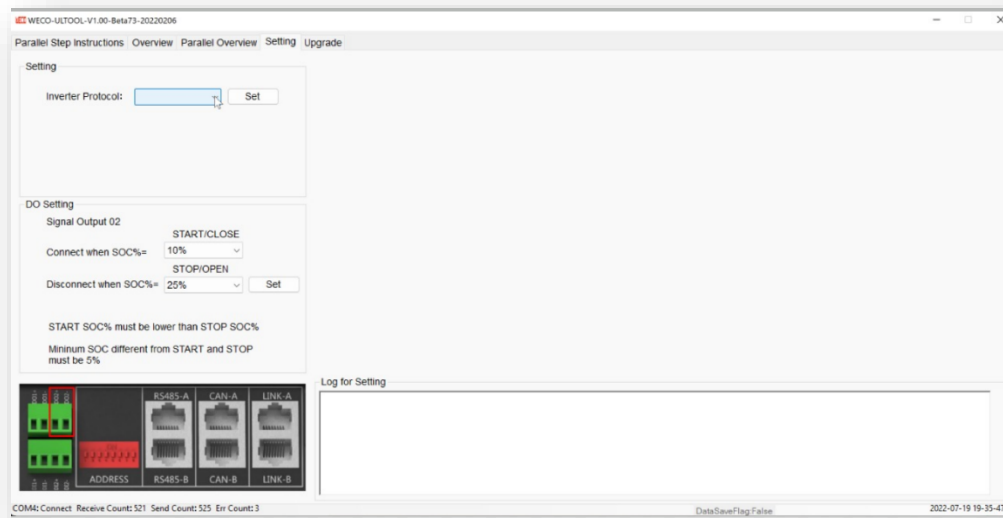 WECO-ULTOOL-V1.00-Beta73-20220206
Parallel Step Instructions Overview Parallel Overview Setting Upgrade
Setting
Inverter Protocol: Set
DO Setting
Signal Output 02
START/CLOSE
Connect when SOC%= 10%
STOP/OPEN
Disconnect when SOC%= 25% Set
START SOC% must be lower than STOP SOC%
Mininum SOC different from START and STOP
must be 5%
RS485-A CAN-A LINK-A
ADDRESS RS485-B CAN-B LINK-B
Log for Setting
COM4: Connect Receive Count: 521 Send Count: 525 Err Count: 3 DataSaveFlag:False 2022-07-19 19-35-4